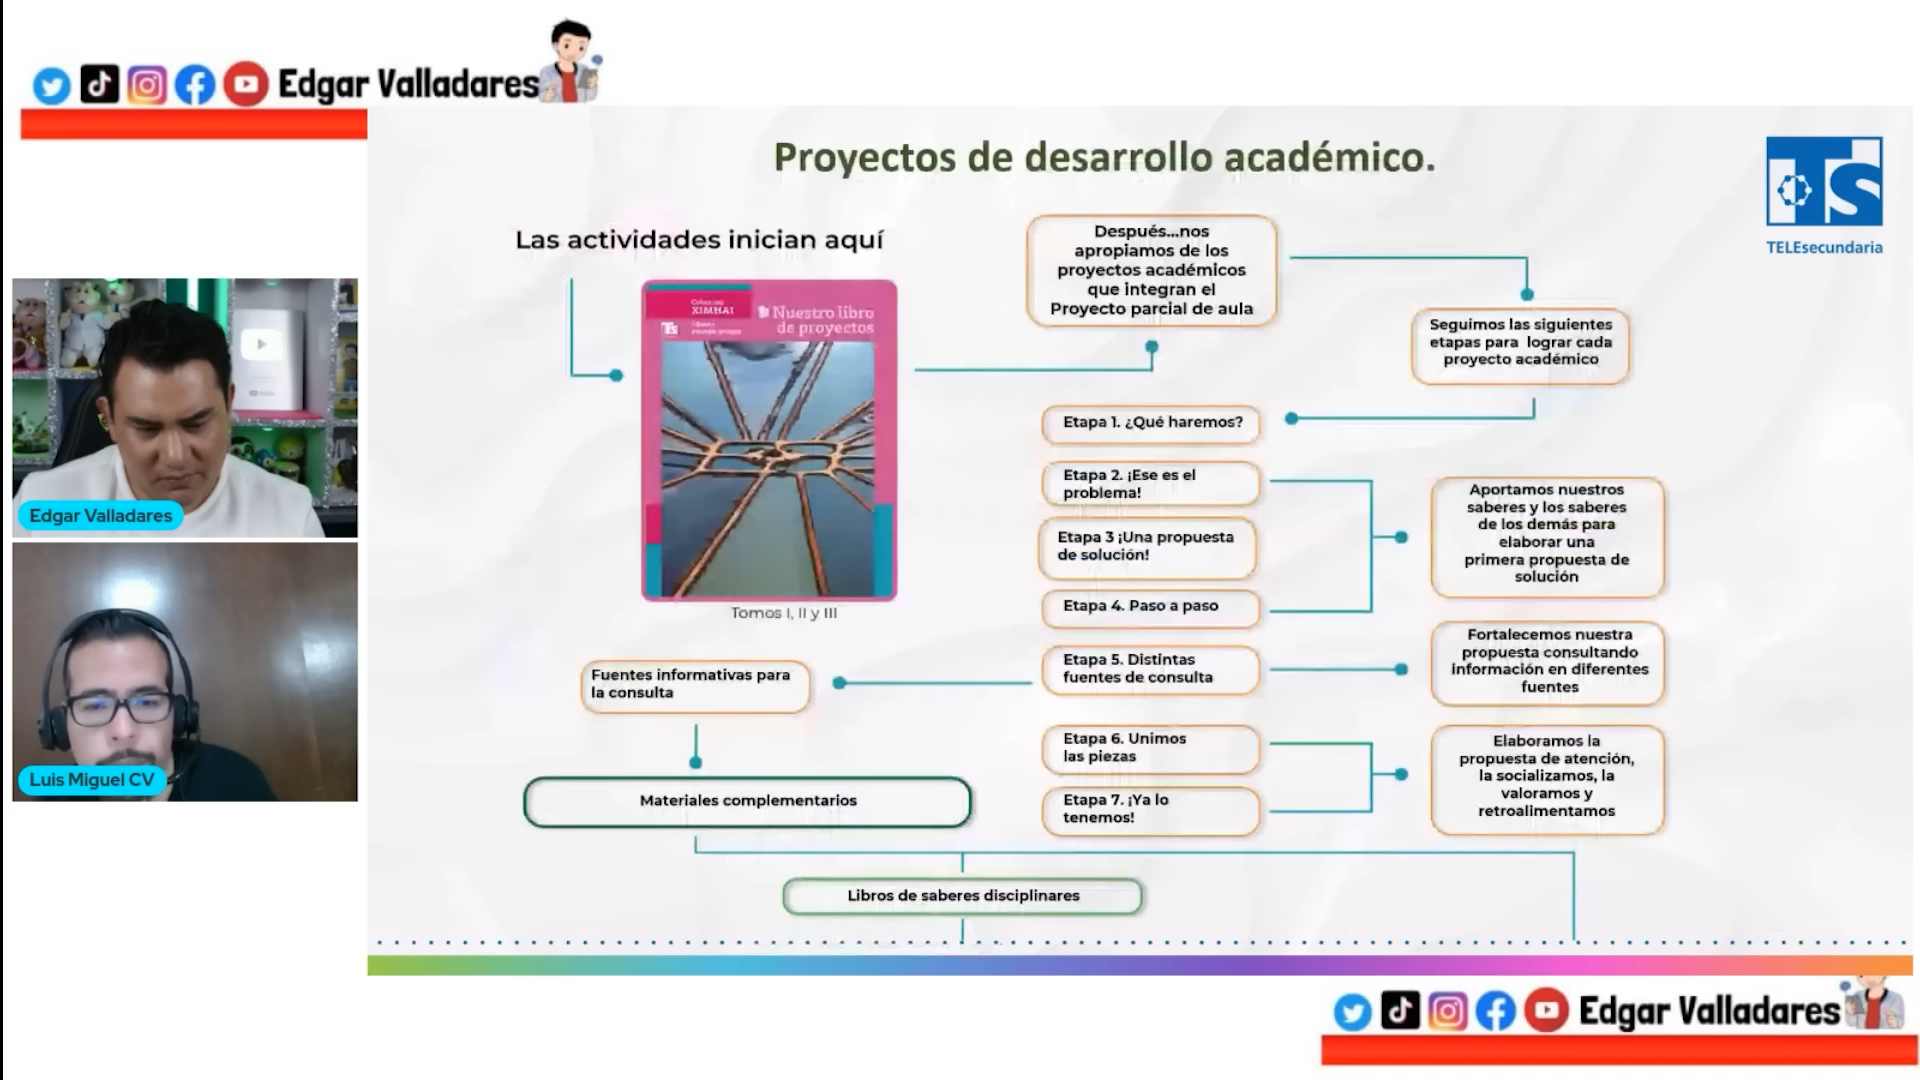 Edgar Valladares
Proyectos de desarrollo académico.
TS
TELEsecundaria
Las actividades inician aquí
Colección
XIMHAI
Nuestro libro
de proyectos
Ts
Tomos I, II y III
Después...nos
apropiamos de los
proyectos académicos
que integran el
Proyecto parcial de aula
Seguimos las siguientes
etapas para lograr cada
proyecto académico
Etapa 1. ¿Qué haremos?
Etapa 2. ¡Ese es el
problema!
Etapa 3 ¡Una propuesta
de solución!
Etapa 4. Paso a paso
Aportamos nuestros
saberes y los saberes
de los demás para
elaborar una
primera propuesta de
solución
Etapa 5. Distintas
fuentes de consulta
Fortalecemos nuestra
propuesta consultando
información en diferentes
fuentes
Fuentes informativas para
la consulta
Etapa 6. Unimos
las piezas
Etapa 7. ¡Ya lo
tenemos!
Elaboramos la
propuesta de atención,
la socializamos, la
valoramos y
retroalimentamos
Materiales complementarios
Libros de saberes disciplinares
Edgar Valladares
Luis Miguel CV
Edgar Valladares